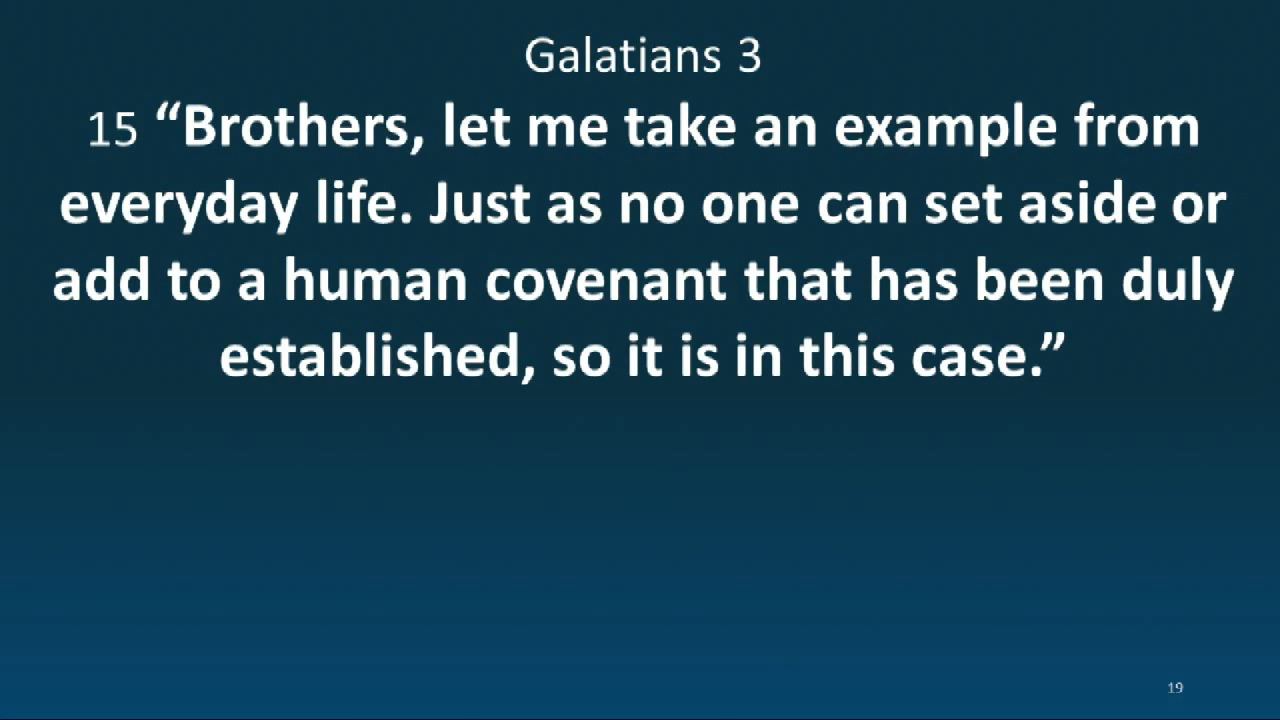 Galatians 3
15 “Brothers, let me take an example from
everyday life. Just as no one can set aside or
add to a human covenant that has been duly
established, so it is in this case.”
19